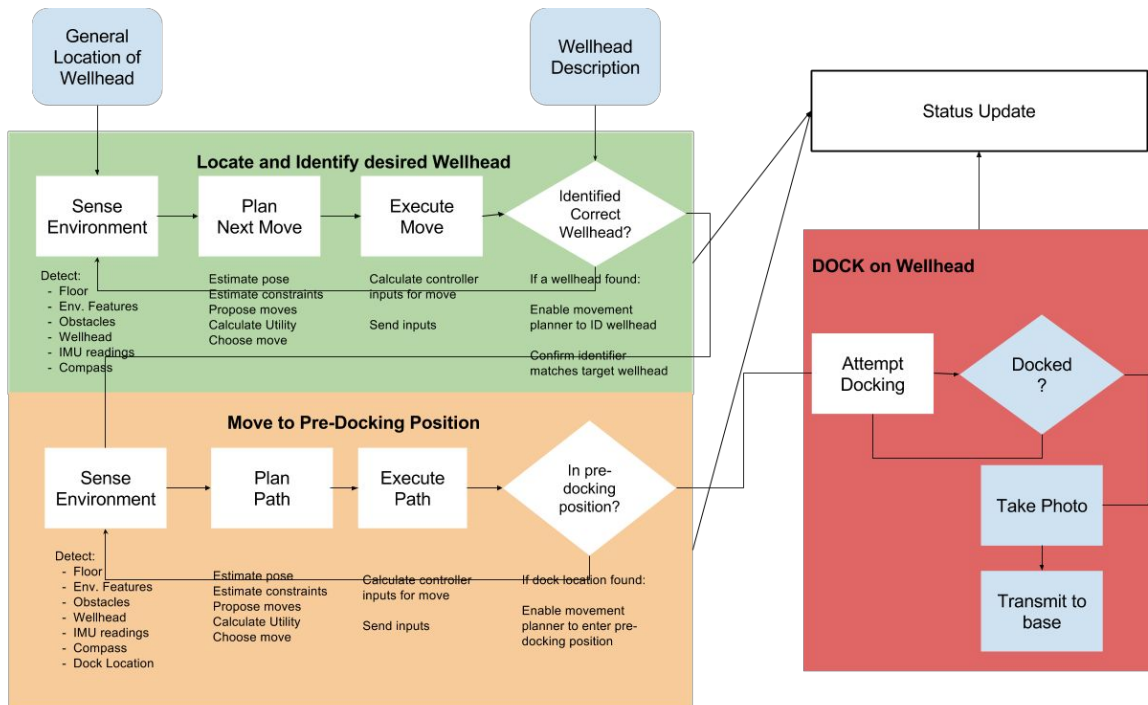 General
Location of
Wellhead
Wellhead
Description
Status Update
Locate and Identify desired Wellhead
Sense
Environment
Plan
Next Move
Execute
Move
Identified
Correct
Wellhead?
Detect:
- Floor
- Env. Features
- Obstacles
- Wellhead
- IMU readings
- Compass
Estimate pose
Estimate constraints
Propose moves
Calculate Utility
Choose move
Calculate controller
inputs for move
Send inputs
If a wellhead found:
Enable movement
planner to ID wellhead
Confirm identifier
matches target wellhead
Move to Pre-Docking Position
Sense
Environment
Plan
Path
Execute
Path
In pre-
docking
position?
Detect:
- Floor
- Env. Features
- Obstacles
- Wellhead
- IMU readings
- Compass
- Dock Location
Estimate pose
Estimate constraints
Propose moves
Calculate Utility
Choose move
Calculate controller
inputs for move
Send inputs
If dock location found:
Enable movement
planner to enter pre-
docking position
DOCK on Wellhead
Attempt
Docking
Docked
?
Take Photo
Transmit to
base